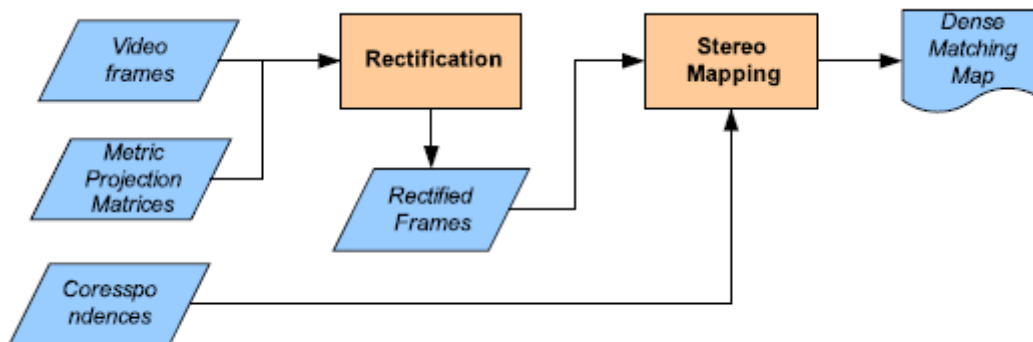 Video
frames
Rectification
Stereo
Mapping
Dense
Matching
Map
Metric
Projection
Matrices
Rectified
Frames
Coresspo
ndences